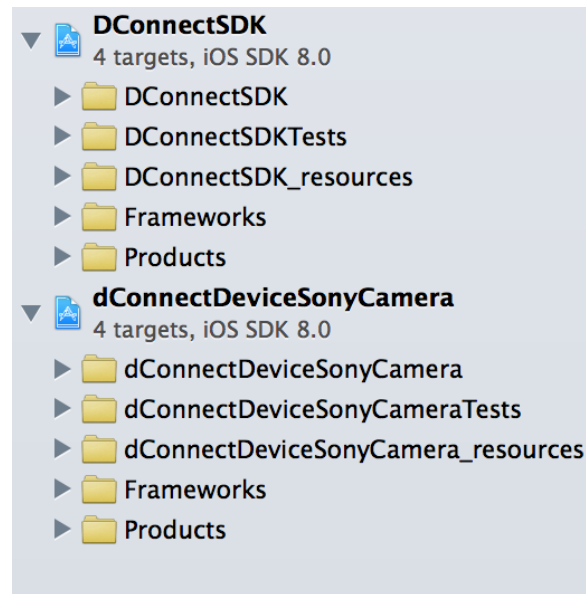 DConnectSDK
4 targets, iOS SDK 8.0
DConnectSDK
DConnectSDKTests
DConnectSDK_resources
Frameworks
Products
dConnectDeviceSonyCamera
4 targets, iOS SDK 8.0
dConnectDeviceSonyCamera
dConnectDeviceSonyCameraTests
dConnectDeviceSonyCamera_resources
Frameworks
Products